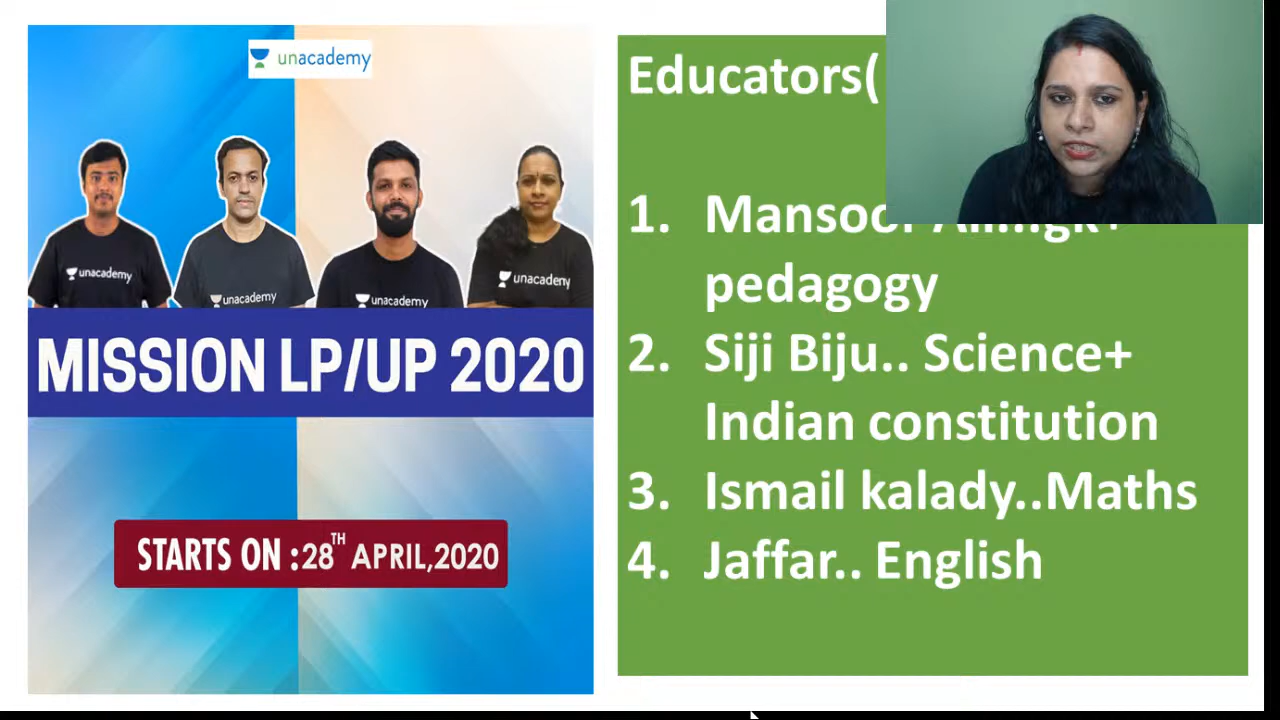 unacademy
unacademy
unacademy
unacademy
unacademy
MISSION LP/UP 2020
STARTS ON :28TH APRIL,2020
Educators(
1. Mansoor
pedagogy
2. Siji Biju.. Science+
Indian constitution
3. Ismail kalady..Maths
4. Jaffar.. English